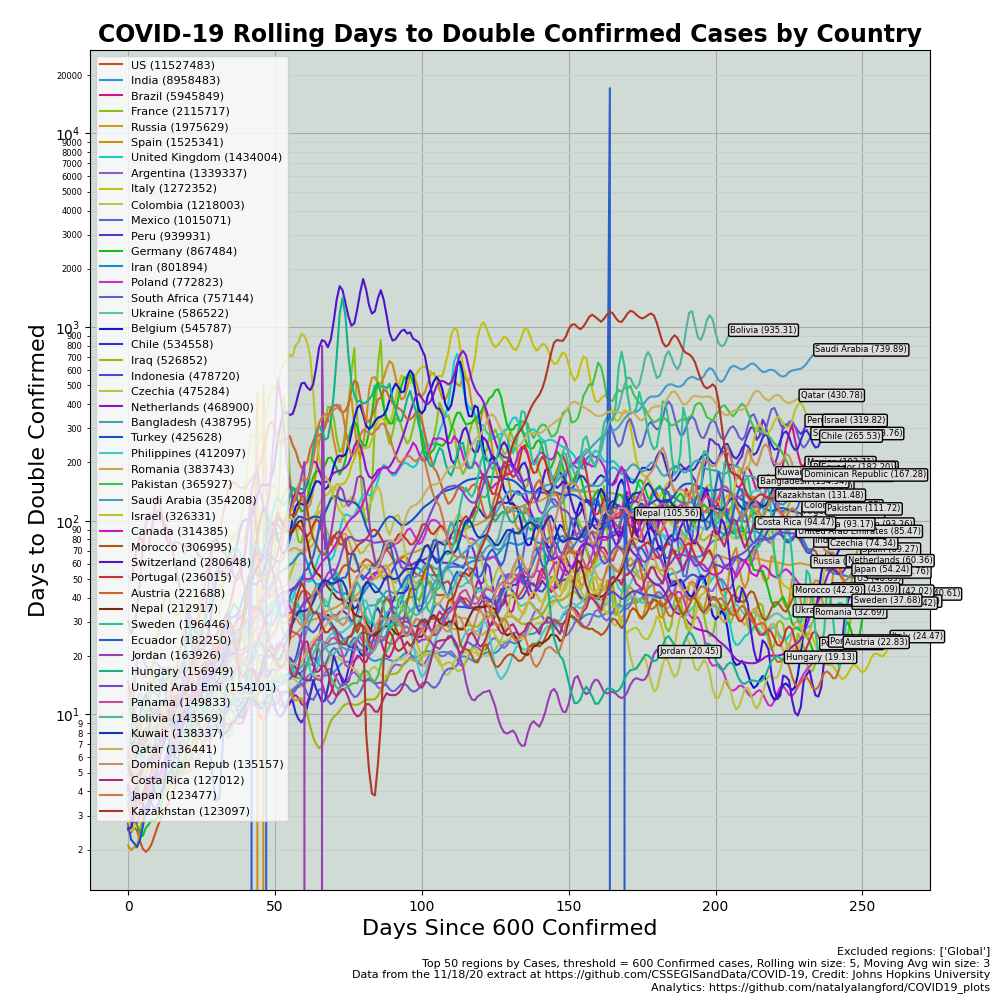 COVID-19 Rolling Days to Double Confirmed Cases by Country
Days to Double Confirmed
20000
10^4
9000
8000
7000
6000
5000
4000
3000
2000
10^3
900
800
700
600
500
400
300
200
10^2
90
80
70
60
50
40
30
20
10^1
9
8
7
6
5
4
3
2
US (11527483)
India (8958483)
Brazil (5945849)
France (2115717)
Russia (1975629)
Spain (1525341)
United Kingdom (1434004)
Argentina (1339337)
Italy (1272352)
Colombia (1218003)
Mexico (1015071)
Peru (939931)
Germany (867484)
Iran (801894)
Poland (772823)
South Africa (757144)
Ukraine (586522)
Belgium (545787)
Chile (534558)
Iraq (526852)
Indonesia (478720)
Czechia (475284)
Netherlands (468900)
Bangladesh (438795)
Turkey (425628)
Philippines (412097)
Romania (383743)
Pakistan (365927)
Saudi Arabia (354208)
Israel (326331)
Canada (314385)
Morocco (306995)
Switzerland (280648)
Portugal (236015)
Austria (221688)
Nepal (212917)
Sweden (196446)
Ecuador (182250)
Jordan (163926)
Hungary (156949)
United Arab Emi (154101)
Panama (149833)
Bolivia (143569)
Kuwait (138337)
Qatar (136441)
Dominican Repub (135157)
Costa Rica (127012)
Japan (123477)
Kazakhstan (123097)
Bolivia (935.31)
Saudi Arabia (739.89)
Qatar (430.78)
Israel (319.82)
Chile (265.53)
Dominican Republic (167.28)
Kazakhstan (131.48)
Pakistan (111.72)
Nepal (105.56)
Costa Rica (94.47)
(93.17)
United Arab Emirates (85.47)
Czechia (74.34)
Netherlands (60.36)
Japan (54.24)
Morocco (42.29)
(43.09)
(42.02)
Sweden (37.68)
Romania (32.69)
(24.47)
Austria (22.83)
Jordan (20.45)
Hungary (19.13)
0
50
100
150
200
250
Days Since 600 Confirmed
Excluded regions: ['Global']
Top 50 regions by Cases, threshold = 600 Confirmed cases, Rolling win size: 5, Moving Avg win size: 3
Data from the 11/18/20 extract at https://github.com/CSSEGISandData/COVID-19, Credit: Johns Hopkins University
Analytics: https://github.com/natalyalangford/COVID19_plots